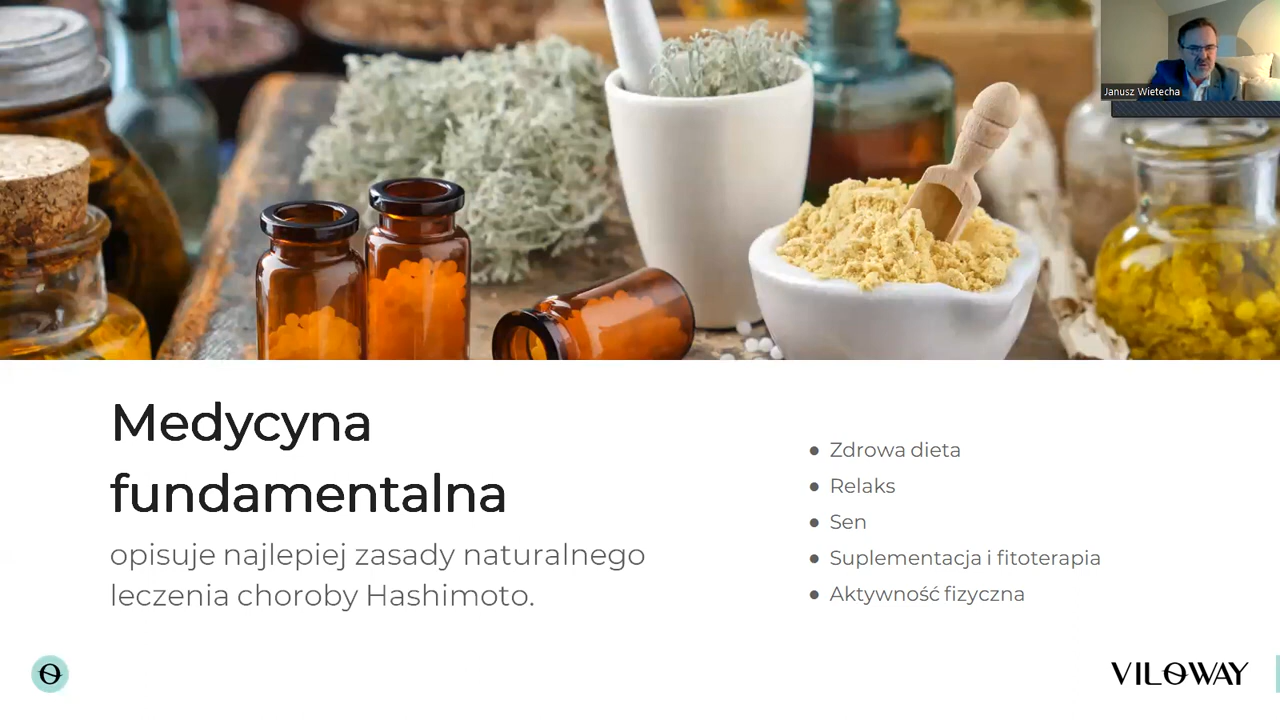 Janusz Wietecha
Medycyna
fundamentalna
opisuje najlepiej zasady naturalnego
leczenia choroby Hashimoto.
● Zdrowa dieta
● Relaks
● Sen
● Suplementacja i fitoterapia
● Aktywność fizyczna
VILOWAY